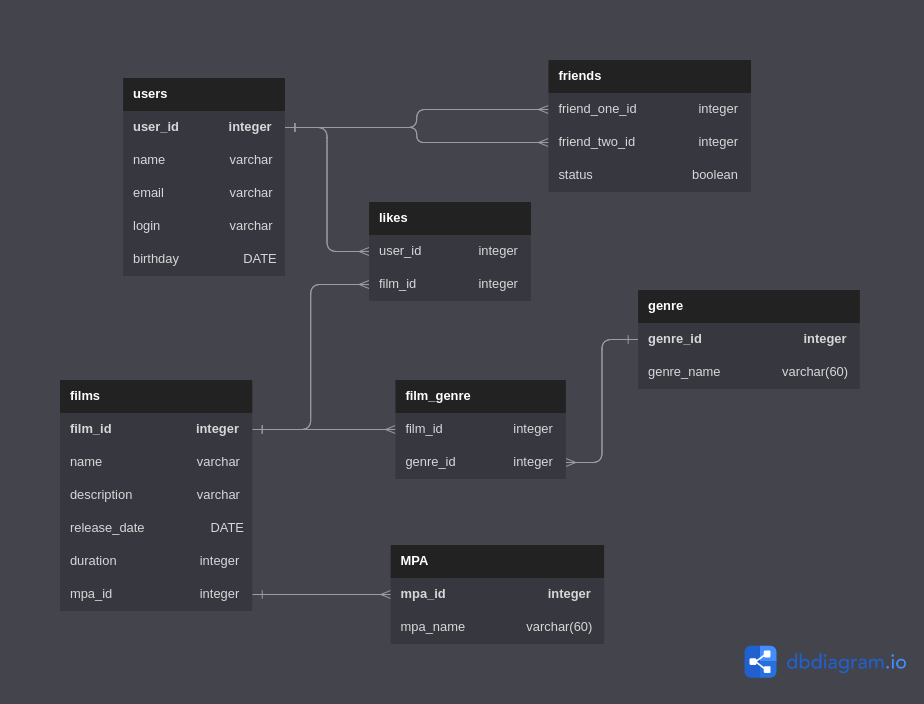 users
user_id integer
name varchar
email varchar
login varchar
birthday DATE
friends
friend_one_id integer
friend_two_id integer
status boolean
likes
user_id integer
film_id integer
genre
genre_id integer
genre_name varchar(60)
films
film_id integer
name varchar
description varchar
release_date DATE
duration integer
mpa_id integer
film_genre
film_id integer
genre_id integer
MPA
mpa_id integer
mpa_name varchar(60)
dbdiagram.io